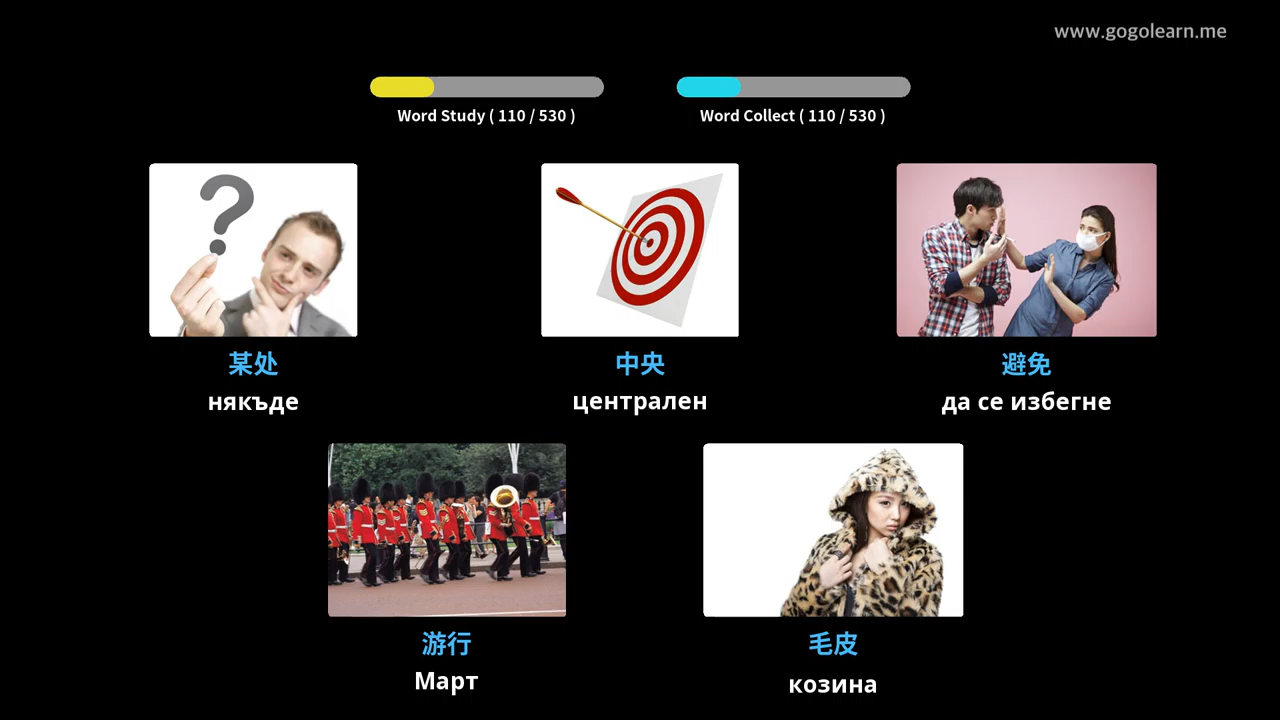 www.gogolearn.me
Word Study ( 110 / 530 )
Word Collect ( 110 / 530 )
某处
中央
避免
някъде
централен
да се избегне
游行
毛皮
Март
козина